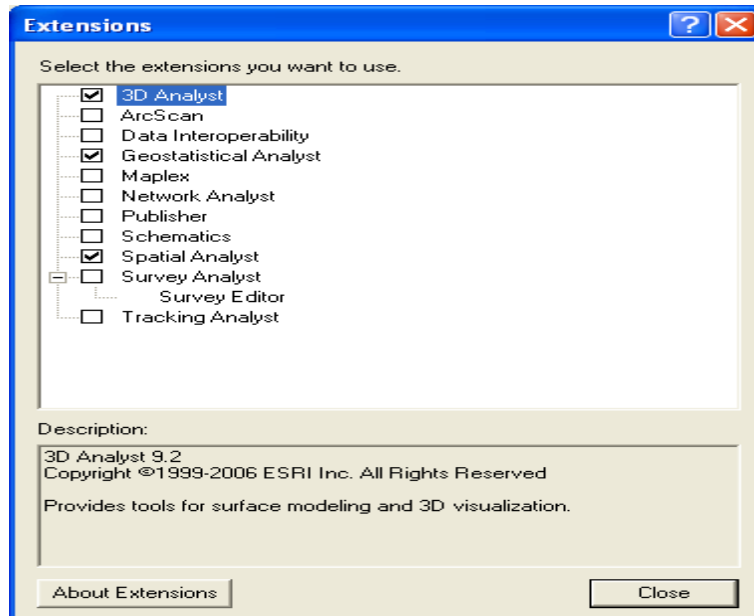 Extensions
Select the extensions you want to use.
3D Analyst
ArcScan
Data Interoperability
Geostatistical Analyst
Maplex
Network Analyst
Publisher
Schematics
Spatial Analyst
Survey Analyst
Survey Editor
Tracking Analyst
Description:
3D Analyst 9.2
Copyright ©1999-2006 ESRI Inc. All Rights Reserved
Provides tools for surface modeling and 3D visualization.
About Extensions Close